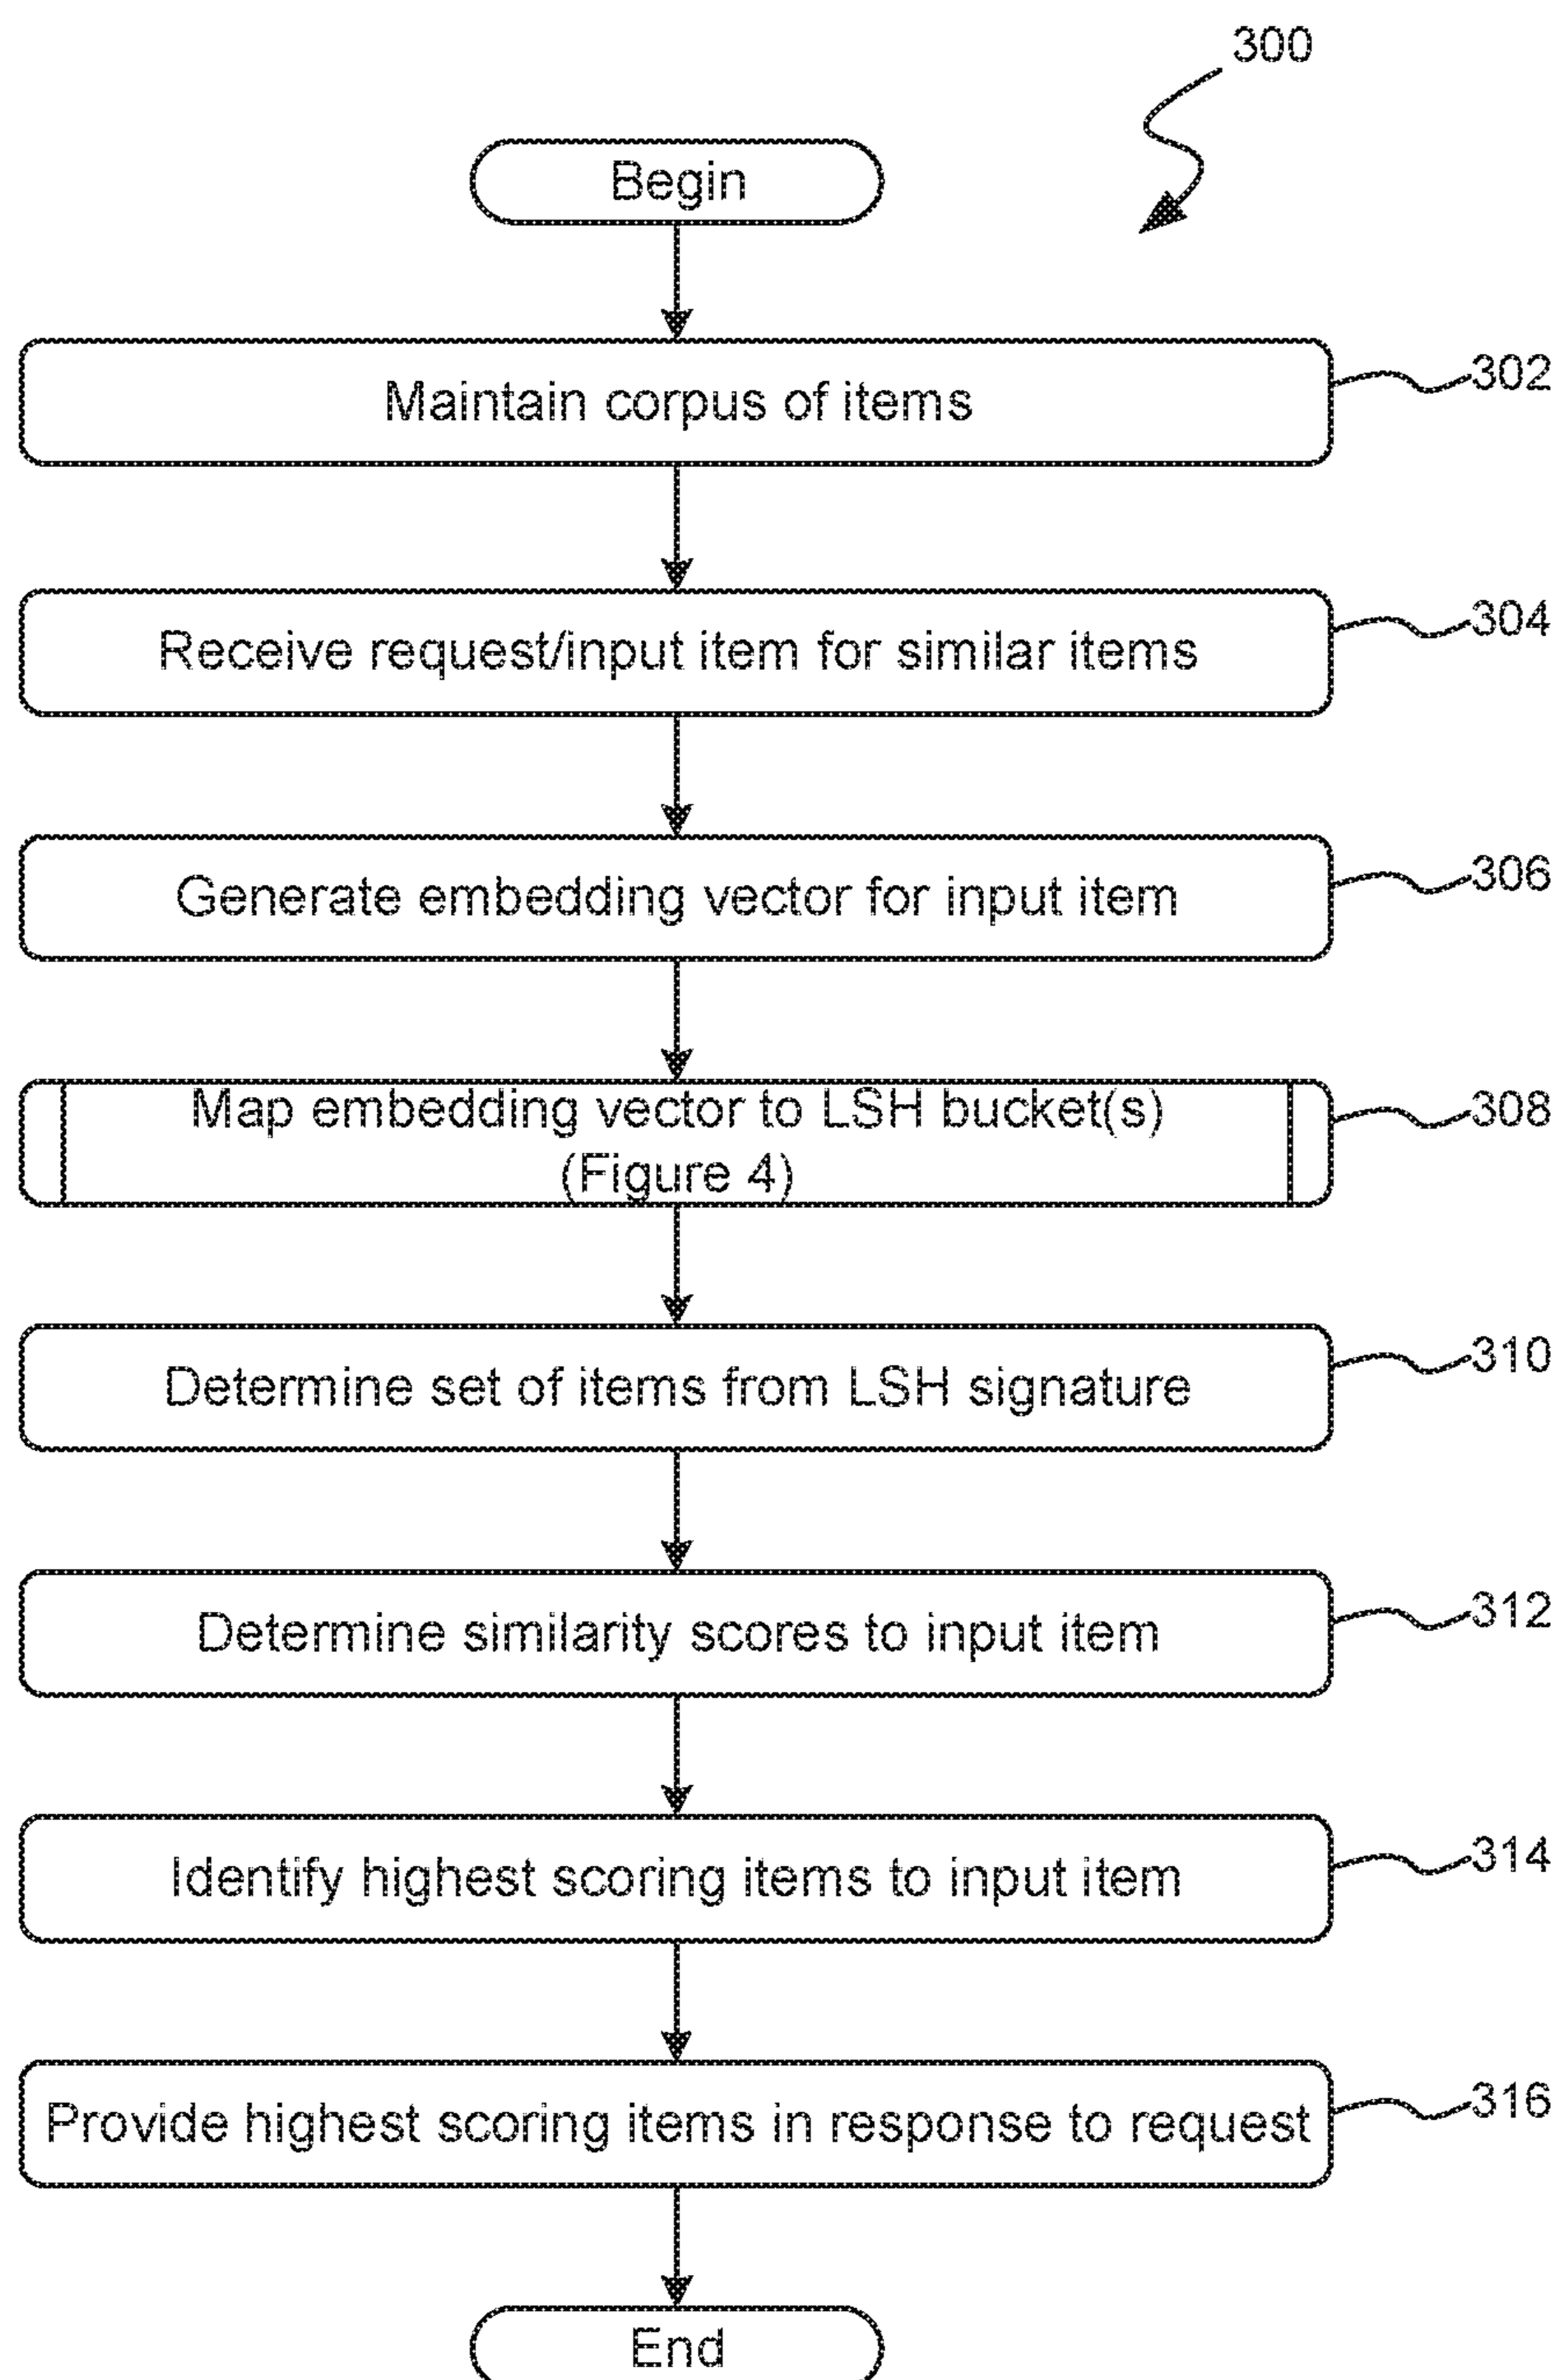 300
Begin
Maintain corpus of items
302
Receive request/input item for similar items
304
Generate embedding vector for input item
306
Map embedding vector to LSH bucket(s)
(Figure 4)
308
Determine set of items from LSH signature
310
Determine similarity scores to input item
312
Identify highest scoring items to input item
314
Provide highest scoring items in response to request
316
End